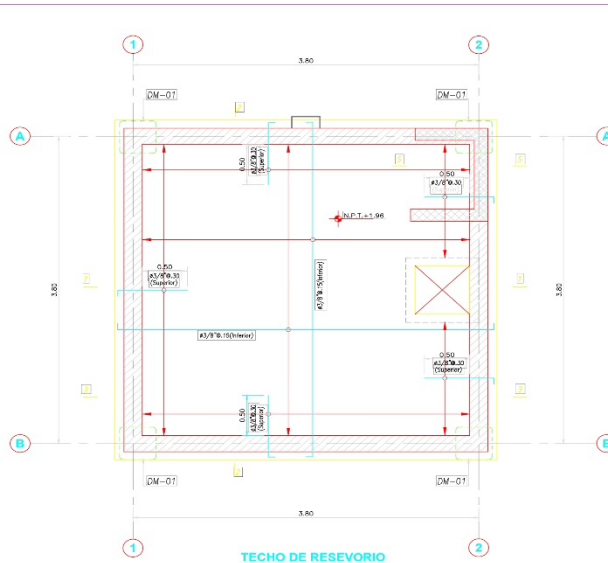 1
2
3.80
DM-01
DM-01
A
A
0.50
ø3/8"@.30
(Superior)
0.50
ø3/8"@.30
N.P.T.+1.96
3.80
3.80
0.50
ø3/8"@.30
(Superior)
ø3/8"@.15(Inferior)
ø3/8"@.15(Inferior)
0.50
ø3/8"@.30
(Superior)
0.50
ø3/8"@.30
(Superior)
B
DM-01
DM-01
3.80
1
2
TECHO DE RESEVORIO